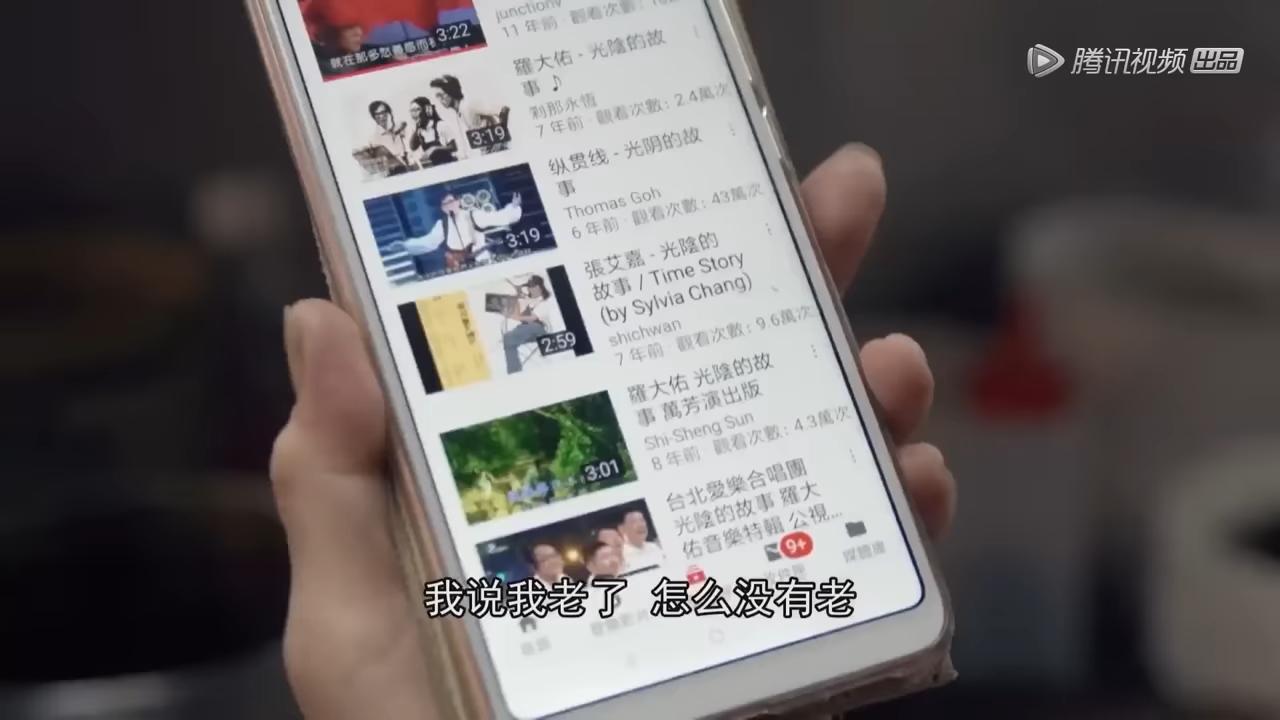 3:22
11 年前 · 觀看次數:
腾讯视频 出品
羅大佑 - 光陰的故
事 ♪
刹那永恆
7 年前 · 觀看次數: 2.4萬次
3:19
纵贯线 - 光阴的故
事
Thomas Goh
6 年前 · 觀看次數: 43萬次
3:19
張艾嘉 - 光陰的
故事 / Time Story
(by Sylvia Chang)
shichwan
7 年前 · 觀看次數: 9.6萬次
2:59
羅大佑 光陰的故
事 萬芳演出版
Shi-Sheng Sun
8 年前 · 觀看次數: 4.3萬次
3:01
台北愛樂合唱團
光陰的故事 羅大
佑音樂特輯 公視...
9+
媒體庫
我说我老了 怎么没有老